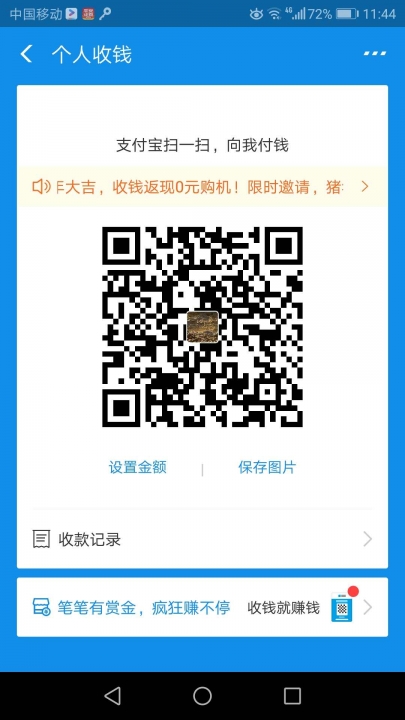 中国移动 4G 72% 11:44
个人收钱
支付宝扫一扫，向我付钱
大吉，收钱返现0元购机！限时邀请，猪
设置金额 | 保存图片
收款记录
笔笔有赏金，疯狂赚不停 收钱就赚钱